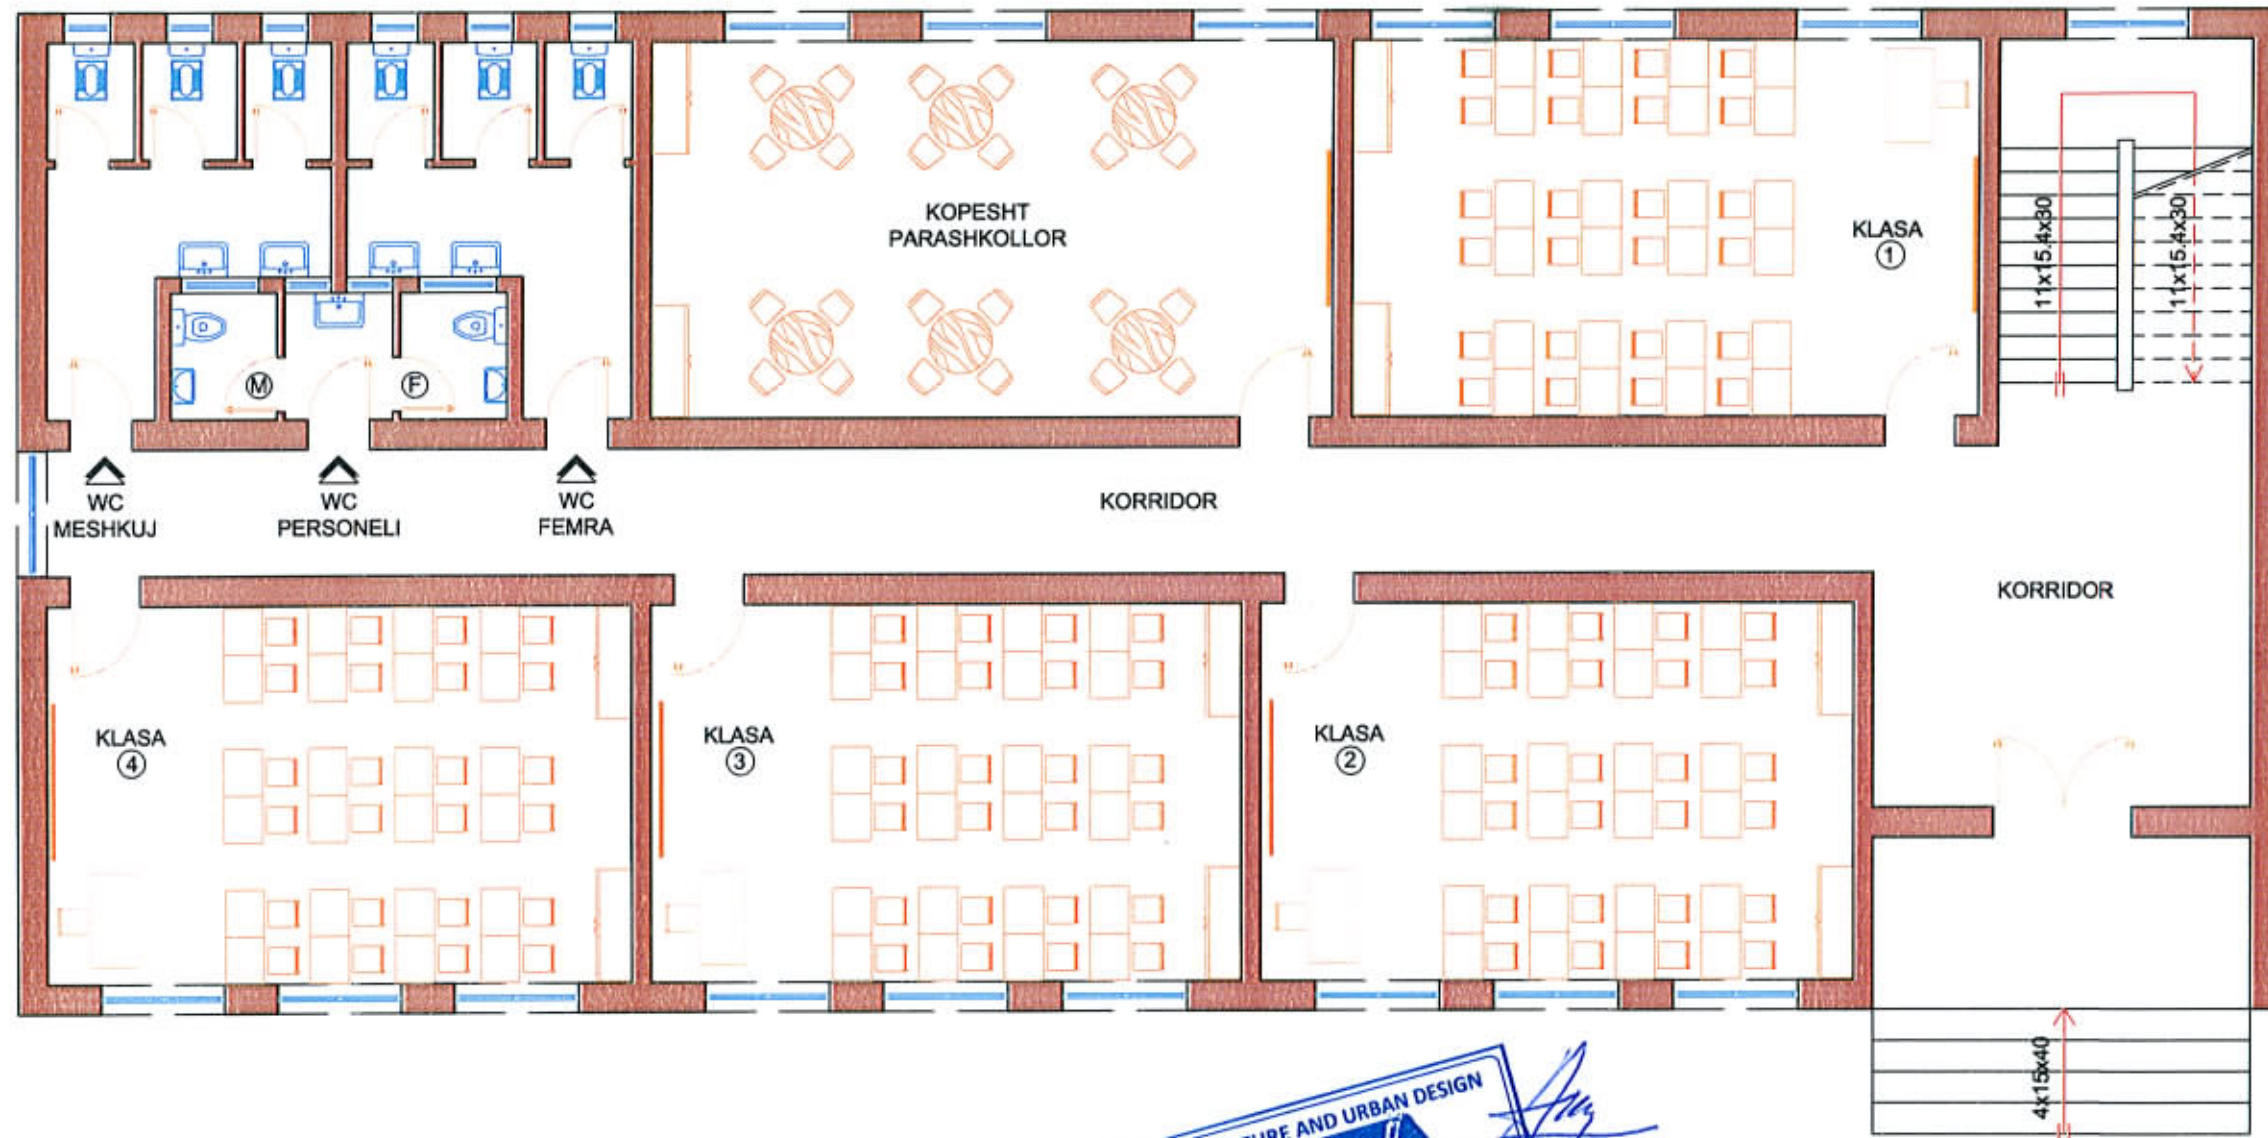 KOPESHT
PARASHKOLLOR
KLASA
1
11x15.4x30
11x15.4x30
M
F
WC
MESHKUJ
WC
PERSONELI
WC
FEMRA
KORRIDOR
KORRIDOR
KLASA
4
KLASA
3
KLASA
2
4x15x40
AND URBAN DESIGN